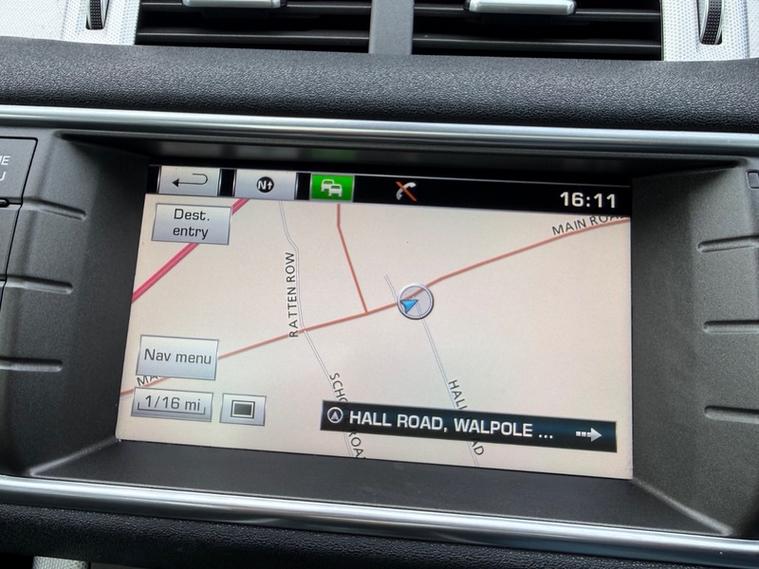 N
16:11
Dest.
entry
MAIN ROAD
RATTEN ROW
Nav menu
1/16 mi
HALL ROAD, WALPOLE ...